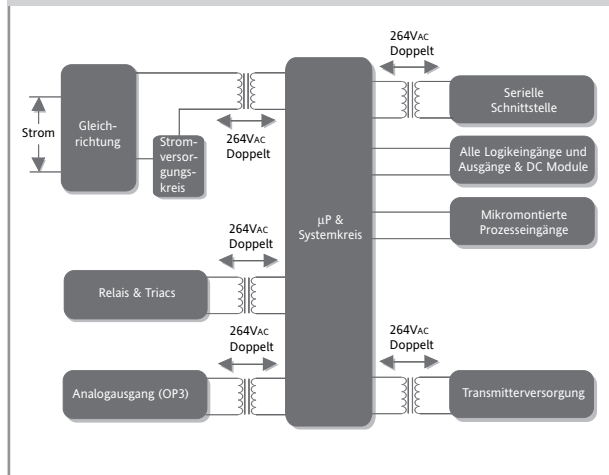 264VAC
Doppelt
Strom
Gleich-
richtung
Strom-
versor-
gungs-
kreis
264VAC
Doppelt
µP &
Systemkreis
Serielle
Schnittstelle
Alle Logikeingänge und
Ausgänge & DC Module
Mikromontierte
Prozesseingänge
264VAC
Doppelt
Relais & Triacs
264VAC
Doppelt
Analogausgang (OP3)
264VAC
Doppelt
Transmitterversorgung